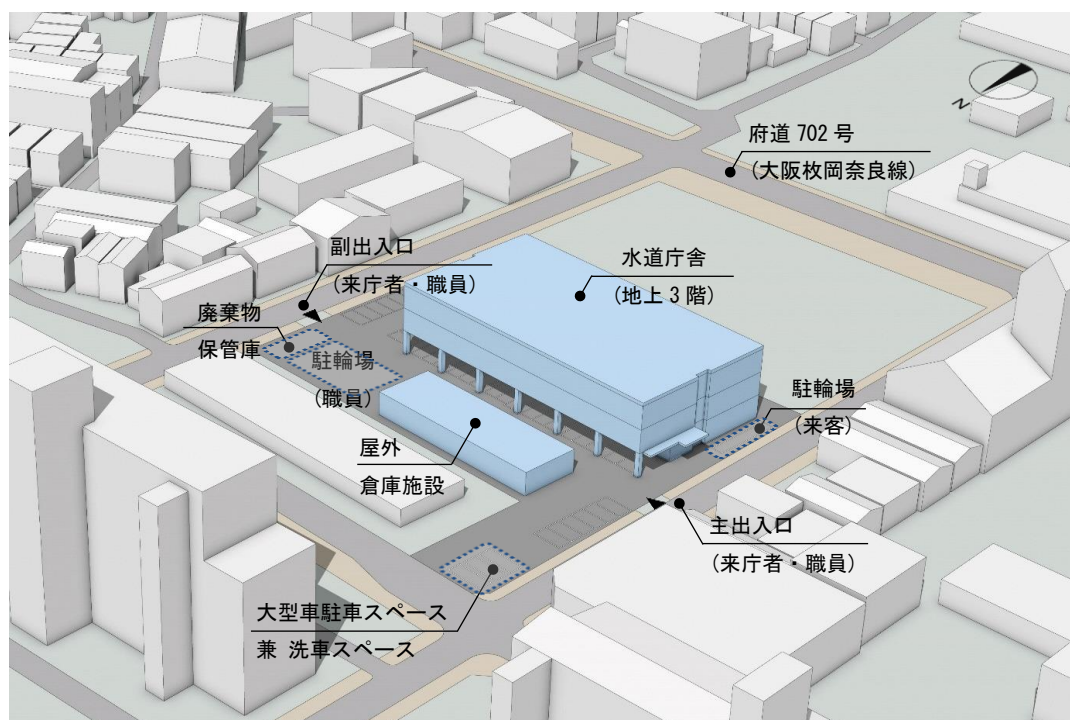 N
府道 702 号
(大阪枚岡奈良線)
副出入口
(来庁者・職員)
水道庁舎
(地上 3 階)
廃棄物
保管庫
駐輪場
(職員)
駐輪場
(来客)
屋外
倉庫施設
主出入口
(来庁者・職員)
大型車駐車スペース
兼 洗車スペース